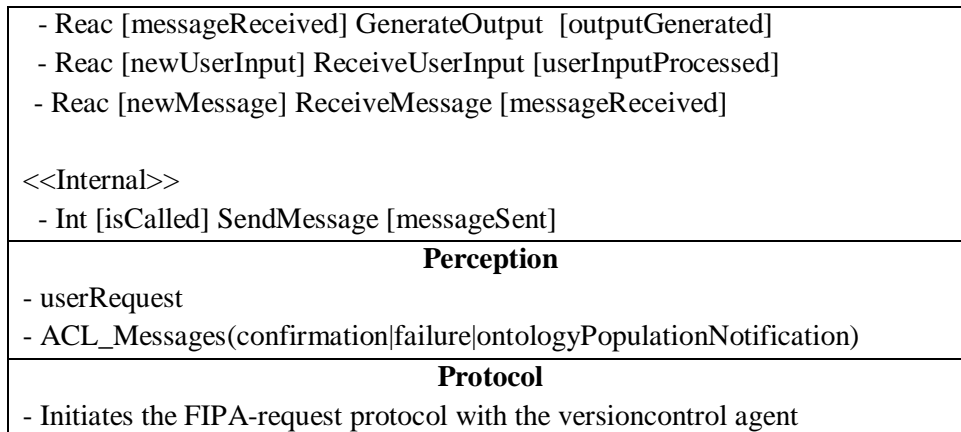 - Reac [messageReceived] GenerateOutput [outputGenerated]
- Reac [newUserInput] ReceiveUserInput [userInputProcessed]
- Reac [newMessage] ReceiveMessage [messageReceived]
<<Internal>>
- Int [isCalled] SendMessage [messageSent]
Perception
- userRequest
- ACL_Messages(confirmation|failure|ontologyPopulationNotification)
Protocol
- Initiates the FIPA-request protocol with the versioncontrol agent